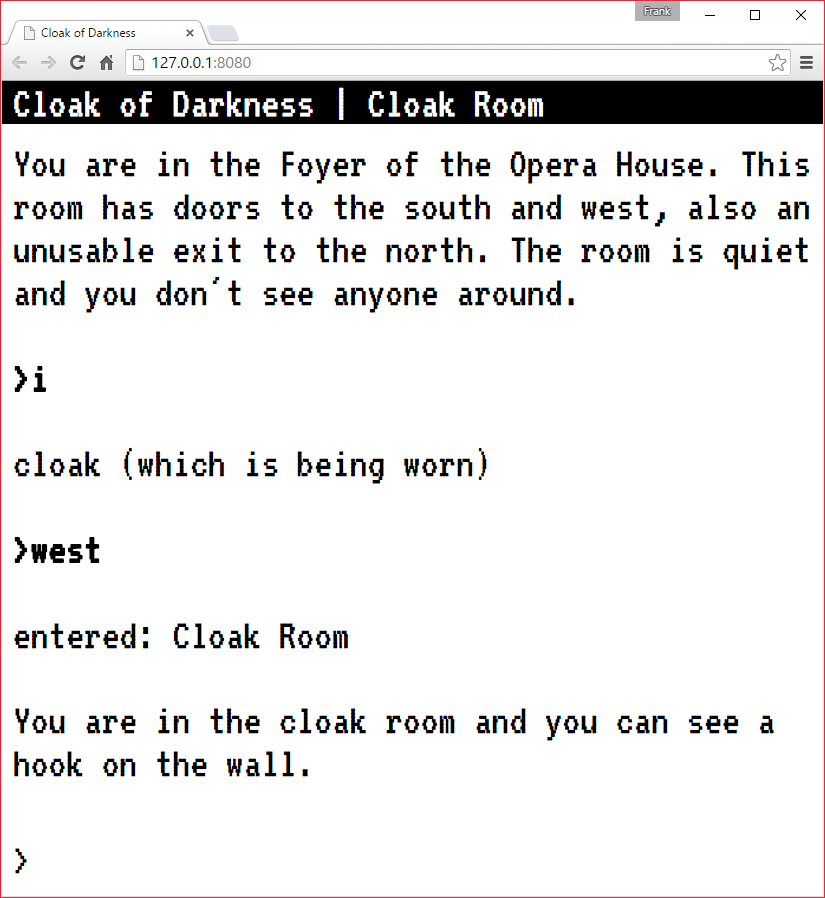 Frank
Cloak of Darkness
127.0.0.1:8080
Cloak of Darkness | Cloak Room
You are in the Foyer of the Opera House. This
room has doors to the south and west, also an
unusable exit to the north. The room is quiet
and you don't see anyone around.
>i
cloak (which is being worn)
>west
entered: Cloak Room
You are in the cloak room and you can see a
hook on the wall.
>